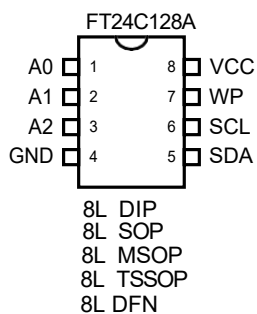 FT24C128A
A0 1 8 VCC
A1 2 7 WP
A2 3 6 SCL
GND 4 5 SDA
8L DIP
8L SOP
8L MSOP
8L TSSOP
8L DFN